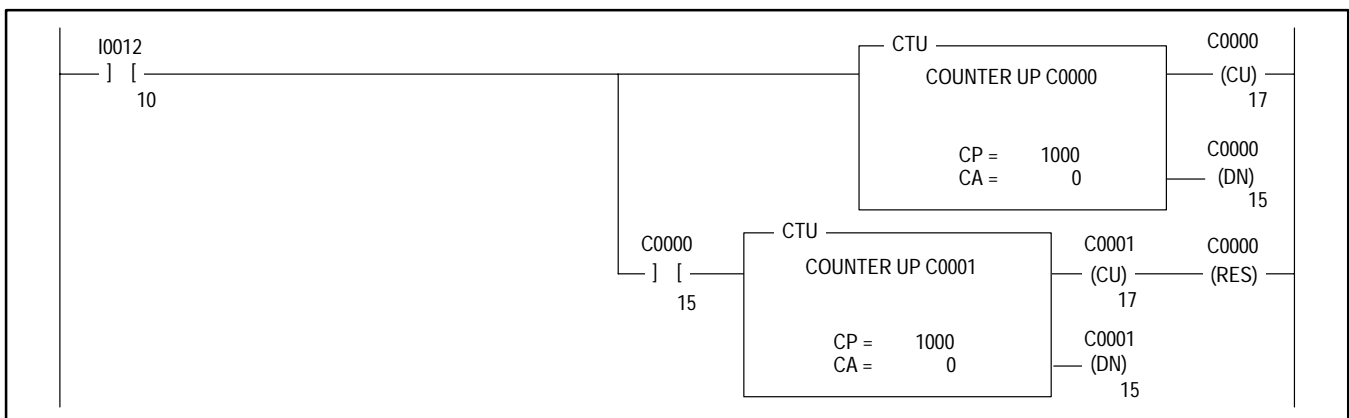 I0012
] [
10
CTU
COUNTER UP C0000
CP = 1000
CA = 0
C0000
(CU)
17
C0000
(DN)
15
C0000
] [
15
CTU
COUNTER UP C0001
CP = 1000
CA = 0
C0001
(CU)
17
C0000
(RES)
C0001
(DN)
15